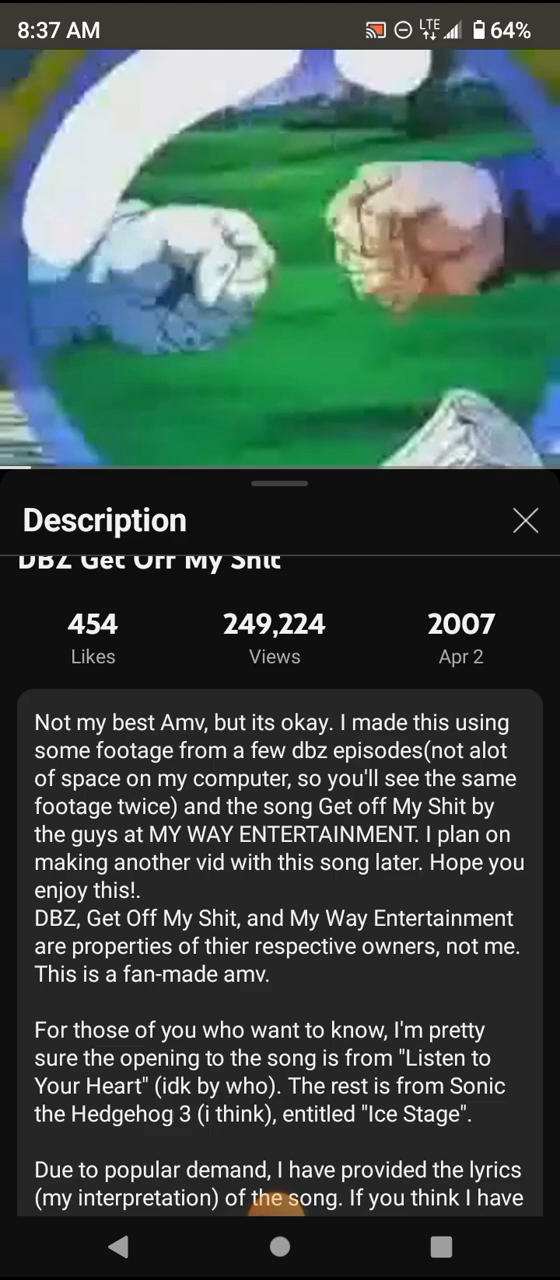 8:37 AM
LTE
64%
Description
DBZ Get Off My Shit
454
249,224
2007
Likes
Views
Apr 2
Not my best Amv, but its okay. I made this using
some footage from a few dbz episodes(not alot
of space on my computer, so you'll see the same
footage twice) and the song Get off My Shit by
the guys at MY WAY ENTERTAINMENT. I plan on
making another vid with this song later. Hope you
enjoy this!.
DBZ, Get Off My Shit, and My Way Entertainment
are properties of thier respective owners, not me.
This is a fan-made amv.
For those of you who want to know, I'm pretty
sure the opening to the song is from "Listen to
Your Heart" (idk by who). The rest is from Sonic
the Hedgehog 3 (i think), entitled "Ice Stage".
Due to popular demand, I have provided the lyrics
(my interpretation) of the song. If you think I have